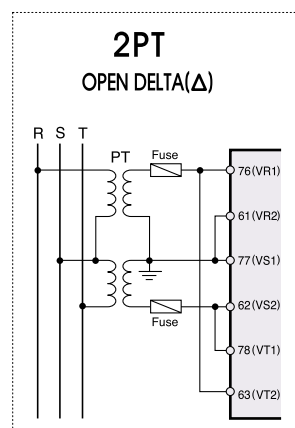 2PT
OPEN DELTA(Δ)
R S T
PT
Fuse
76(VR1)
61(VR2)
77(VS1)
62(VS2)
Fuse
78(VT1)
63(VT2)